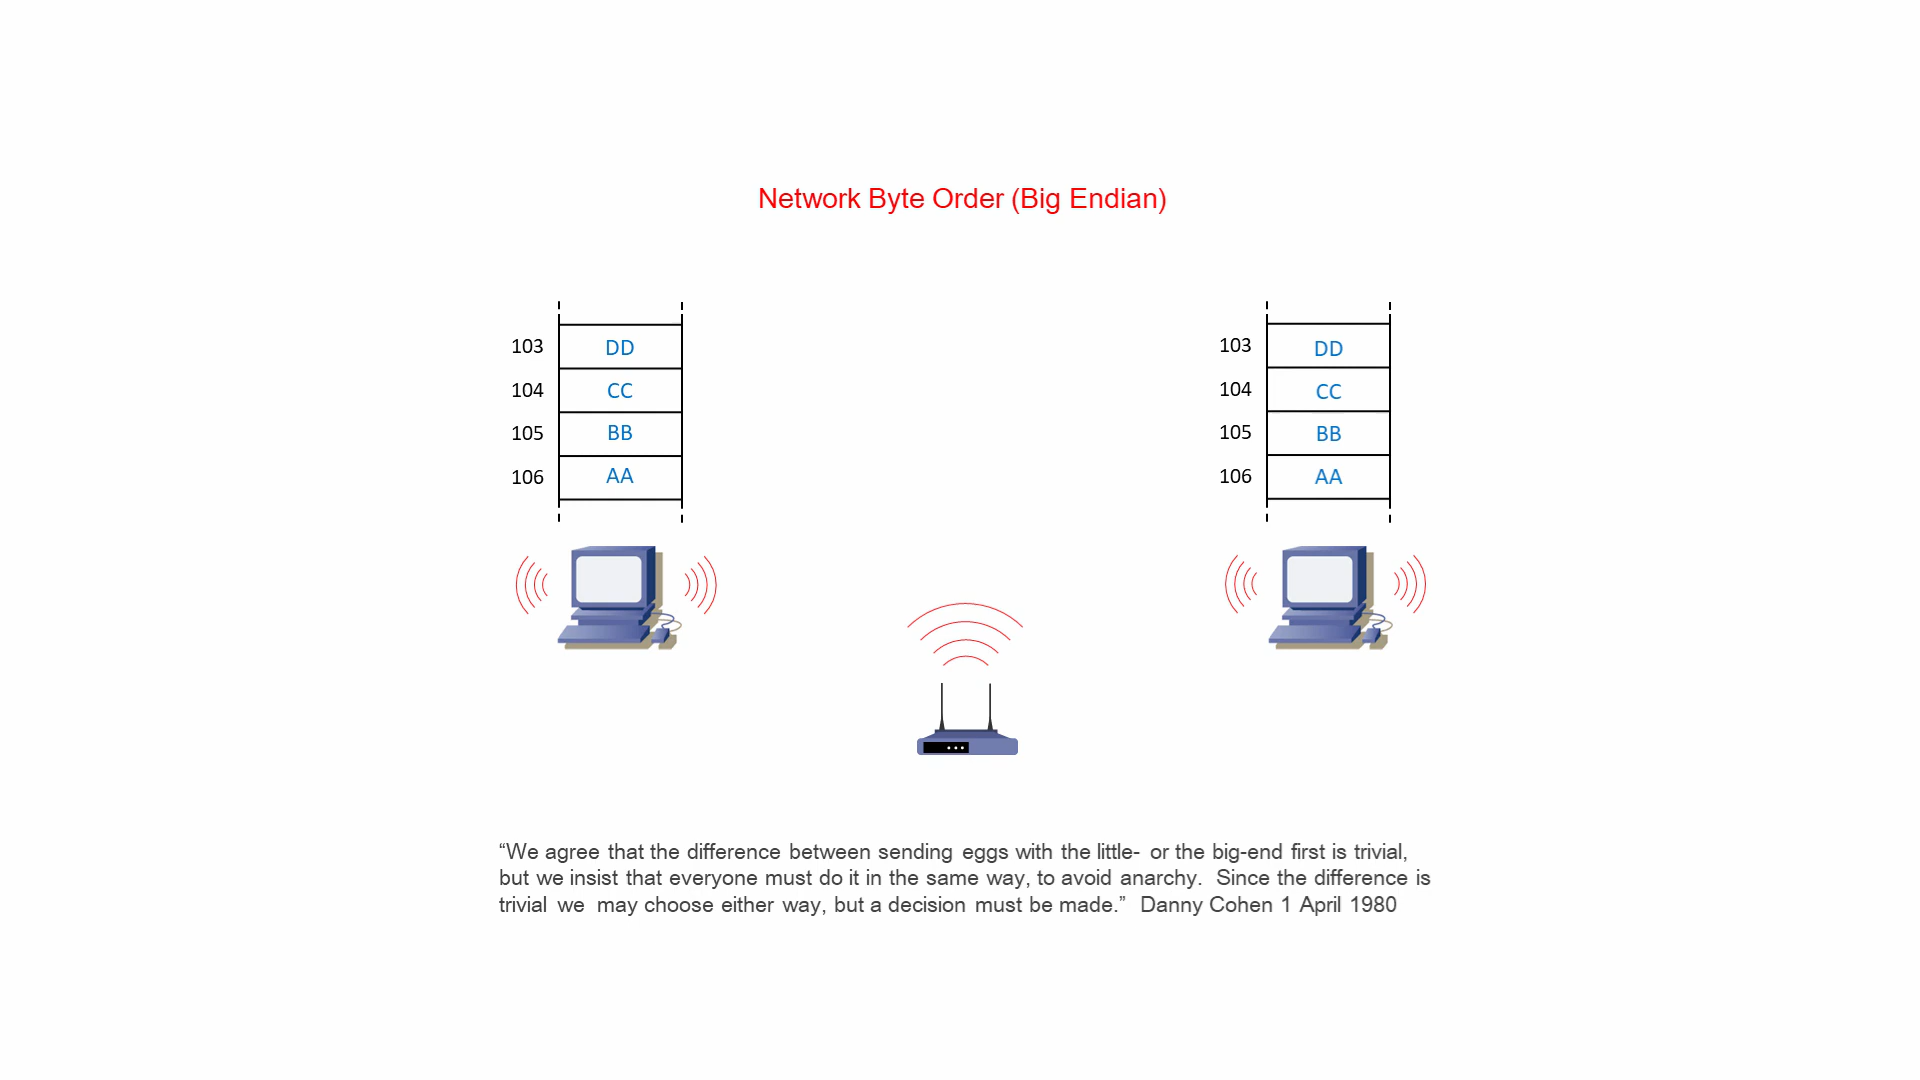 Network Byte Order (Big Endian)
103 DD
104 CC
105 BB
106 AA
103 DD
104 CC
105 BB
106 AA
“We agree that the difference between sending eggs with the little- or the big-end first is trivial,
but we insist that everyone must do it in the same way, to avoid anarchy. Since the difference is
trivial we may choose either way, but a decision must be made.” Danny Cohen 1 April 1980